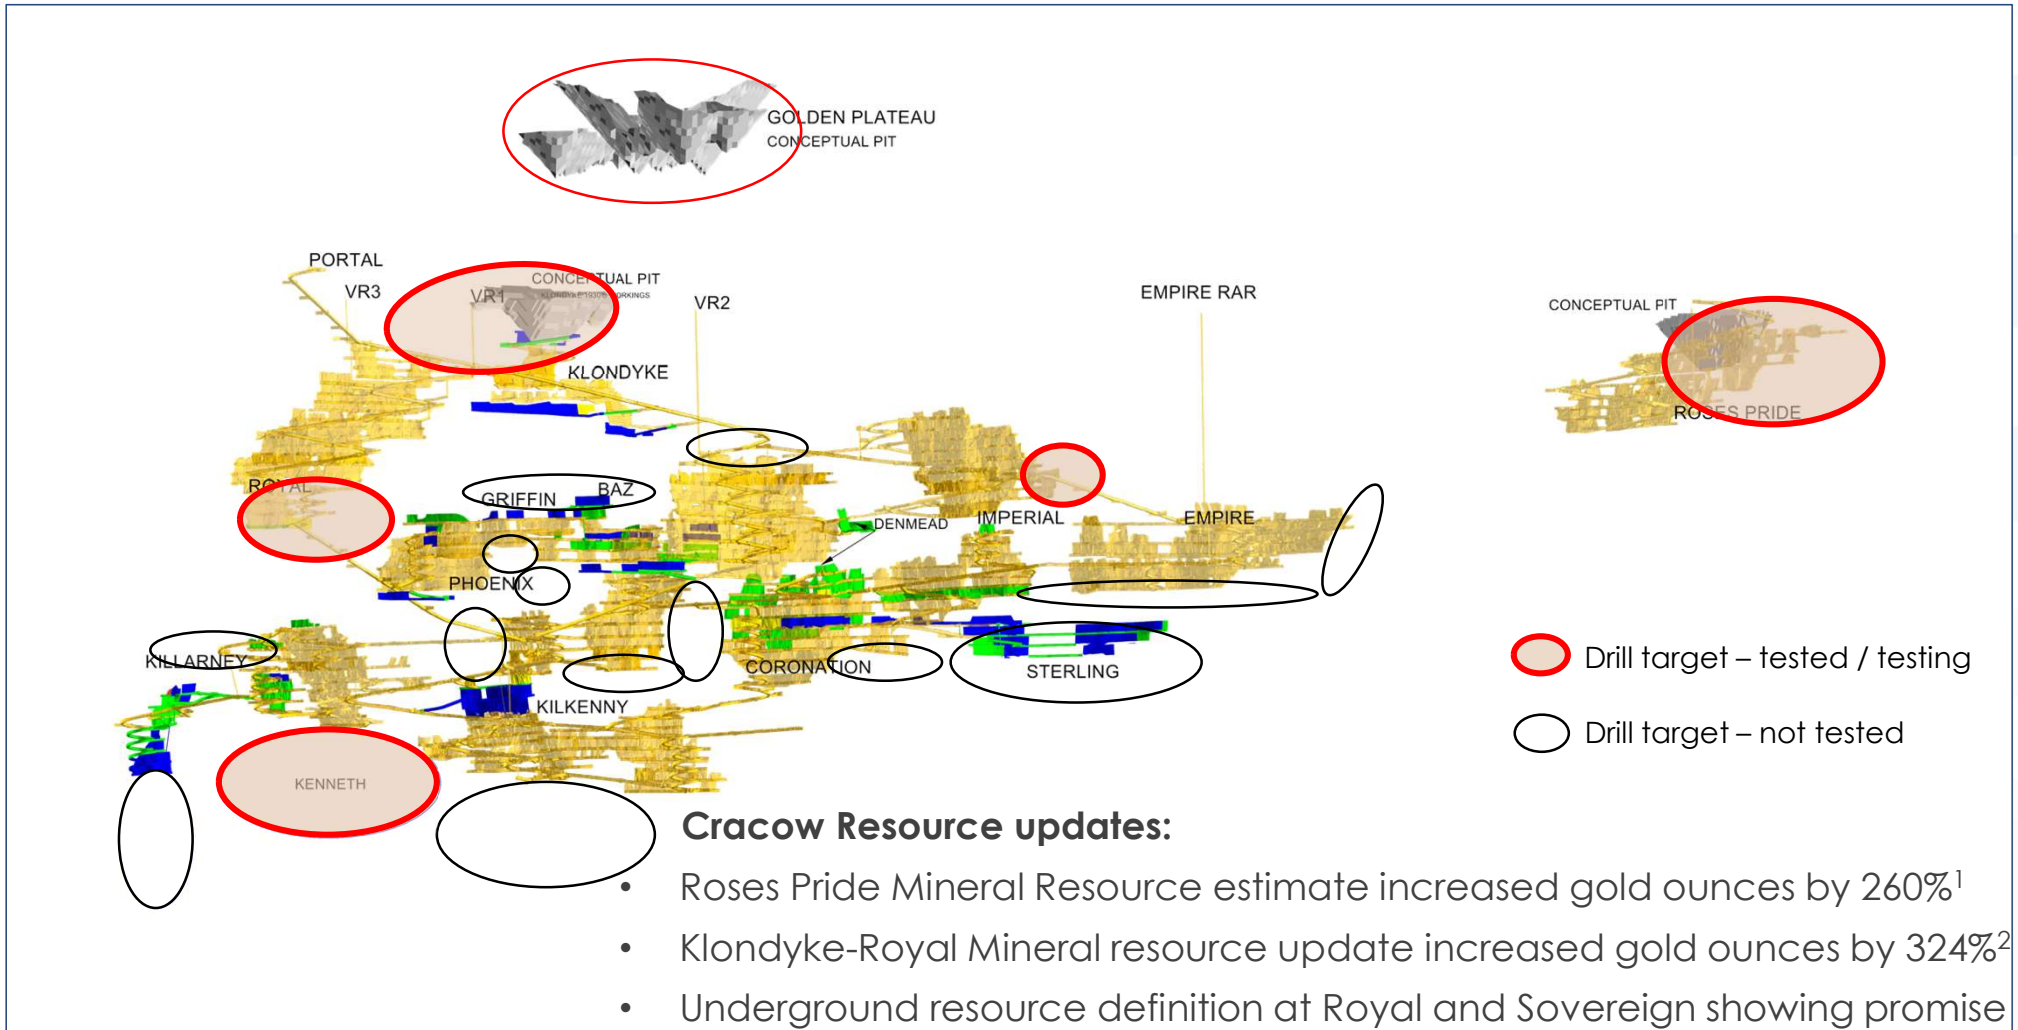 GOLDEN PLATEAU
CONCEPTUAL PIT
PORTAL
VR3
VR1
CONCEPTUAL PIT
KLONDYKE 1930'S WORKINGS
VR2
EMPIRE RAR
CONCEPTUAL PIT
KLONDYKE
ROSES PRIDE
ROYAL
GRIFFIN
BAZ
DENMEAD
IMPERIAL
EMPIRE
PHOENIX
KILLARNEY
CORONATION
STERLING
KILKENNY
KENNETH
Drill target – tested / testing
Drill target – not tested
Cracow Resource updates:
• Roses Pride Mineral Resource estimate increased gold ounces by 260%¹
• Klondyke-Royal Mineral resource update increased gold ounces by 324%²
• Underground resource definition at Royal and Sovereign showing promise